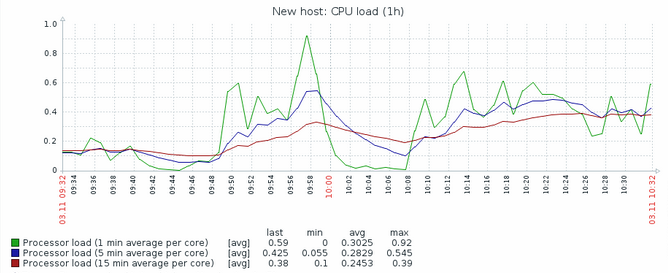 New host: CPU load (1h)
1.0
0.8
0.6
0.4
0.2
0
03.11 09:32 09:34 09:36 09:38 09:40 09:42 09:44 09:46 09:48 09:50 09:52 09:54 09:56 09:58 10:00 10:02 10:04 10:06 10:08 10:10 10:12 10:14 10:16 10:18 10:20 10:22 10:24 10:26 10:28 10:30 03.11 10:32
last min avg max
Processor load (1 min average per core) [avg] 0.59 0 0.3025 0.92
Processor load (5 min average per core) [avg] 0.425 0.055 0.2829 0.545
Processor load (15 min average per core) [avg] 0.38 0.1 0.2453 0.39